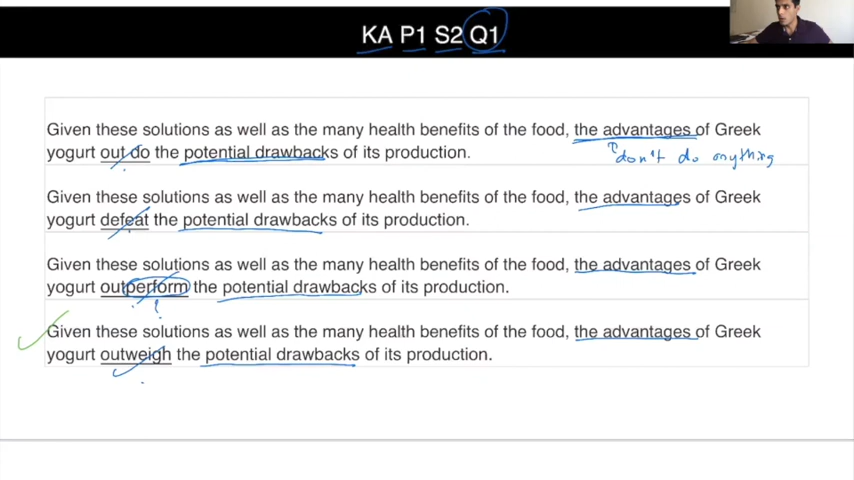 KA P1 S2 Q1
Given these solutions as well as the many health benefits of the food, the advantages of Greek
yogurt out do the potential drawbacks of its production.
don't do anything
Given these solutions as well as the many health benefits of the food, the advantages of Greek
yogurt defeat the potential drawbacks of its production.
Given these solutions as well as the many health benefits of the food, the advantages of Greek
yogurt outperform the potential drawbacks of its production.
?
Given these solutions as well as the many health benefits of the food, the advantages of Greek
yogurt outweigh the potential drawbacks of its production.